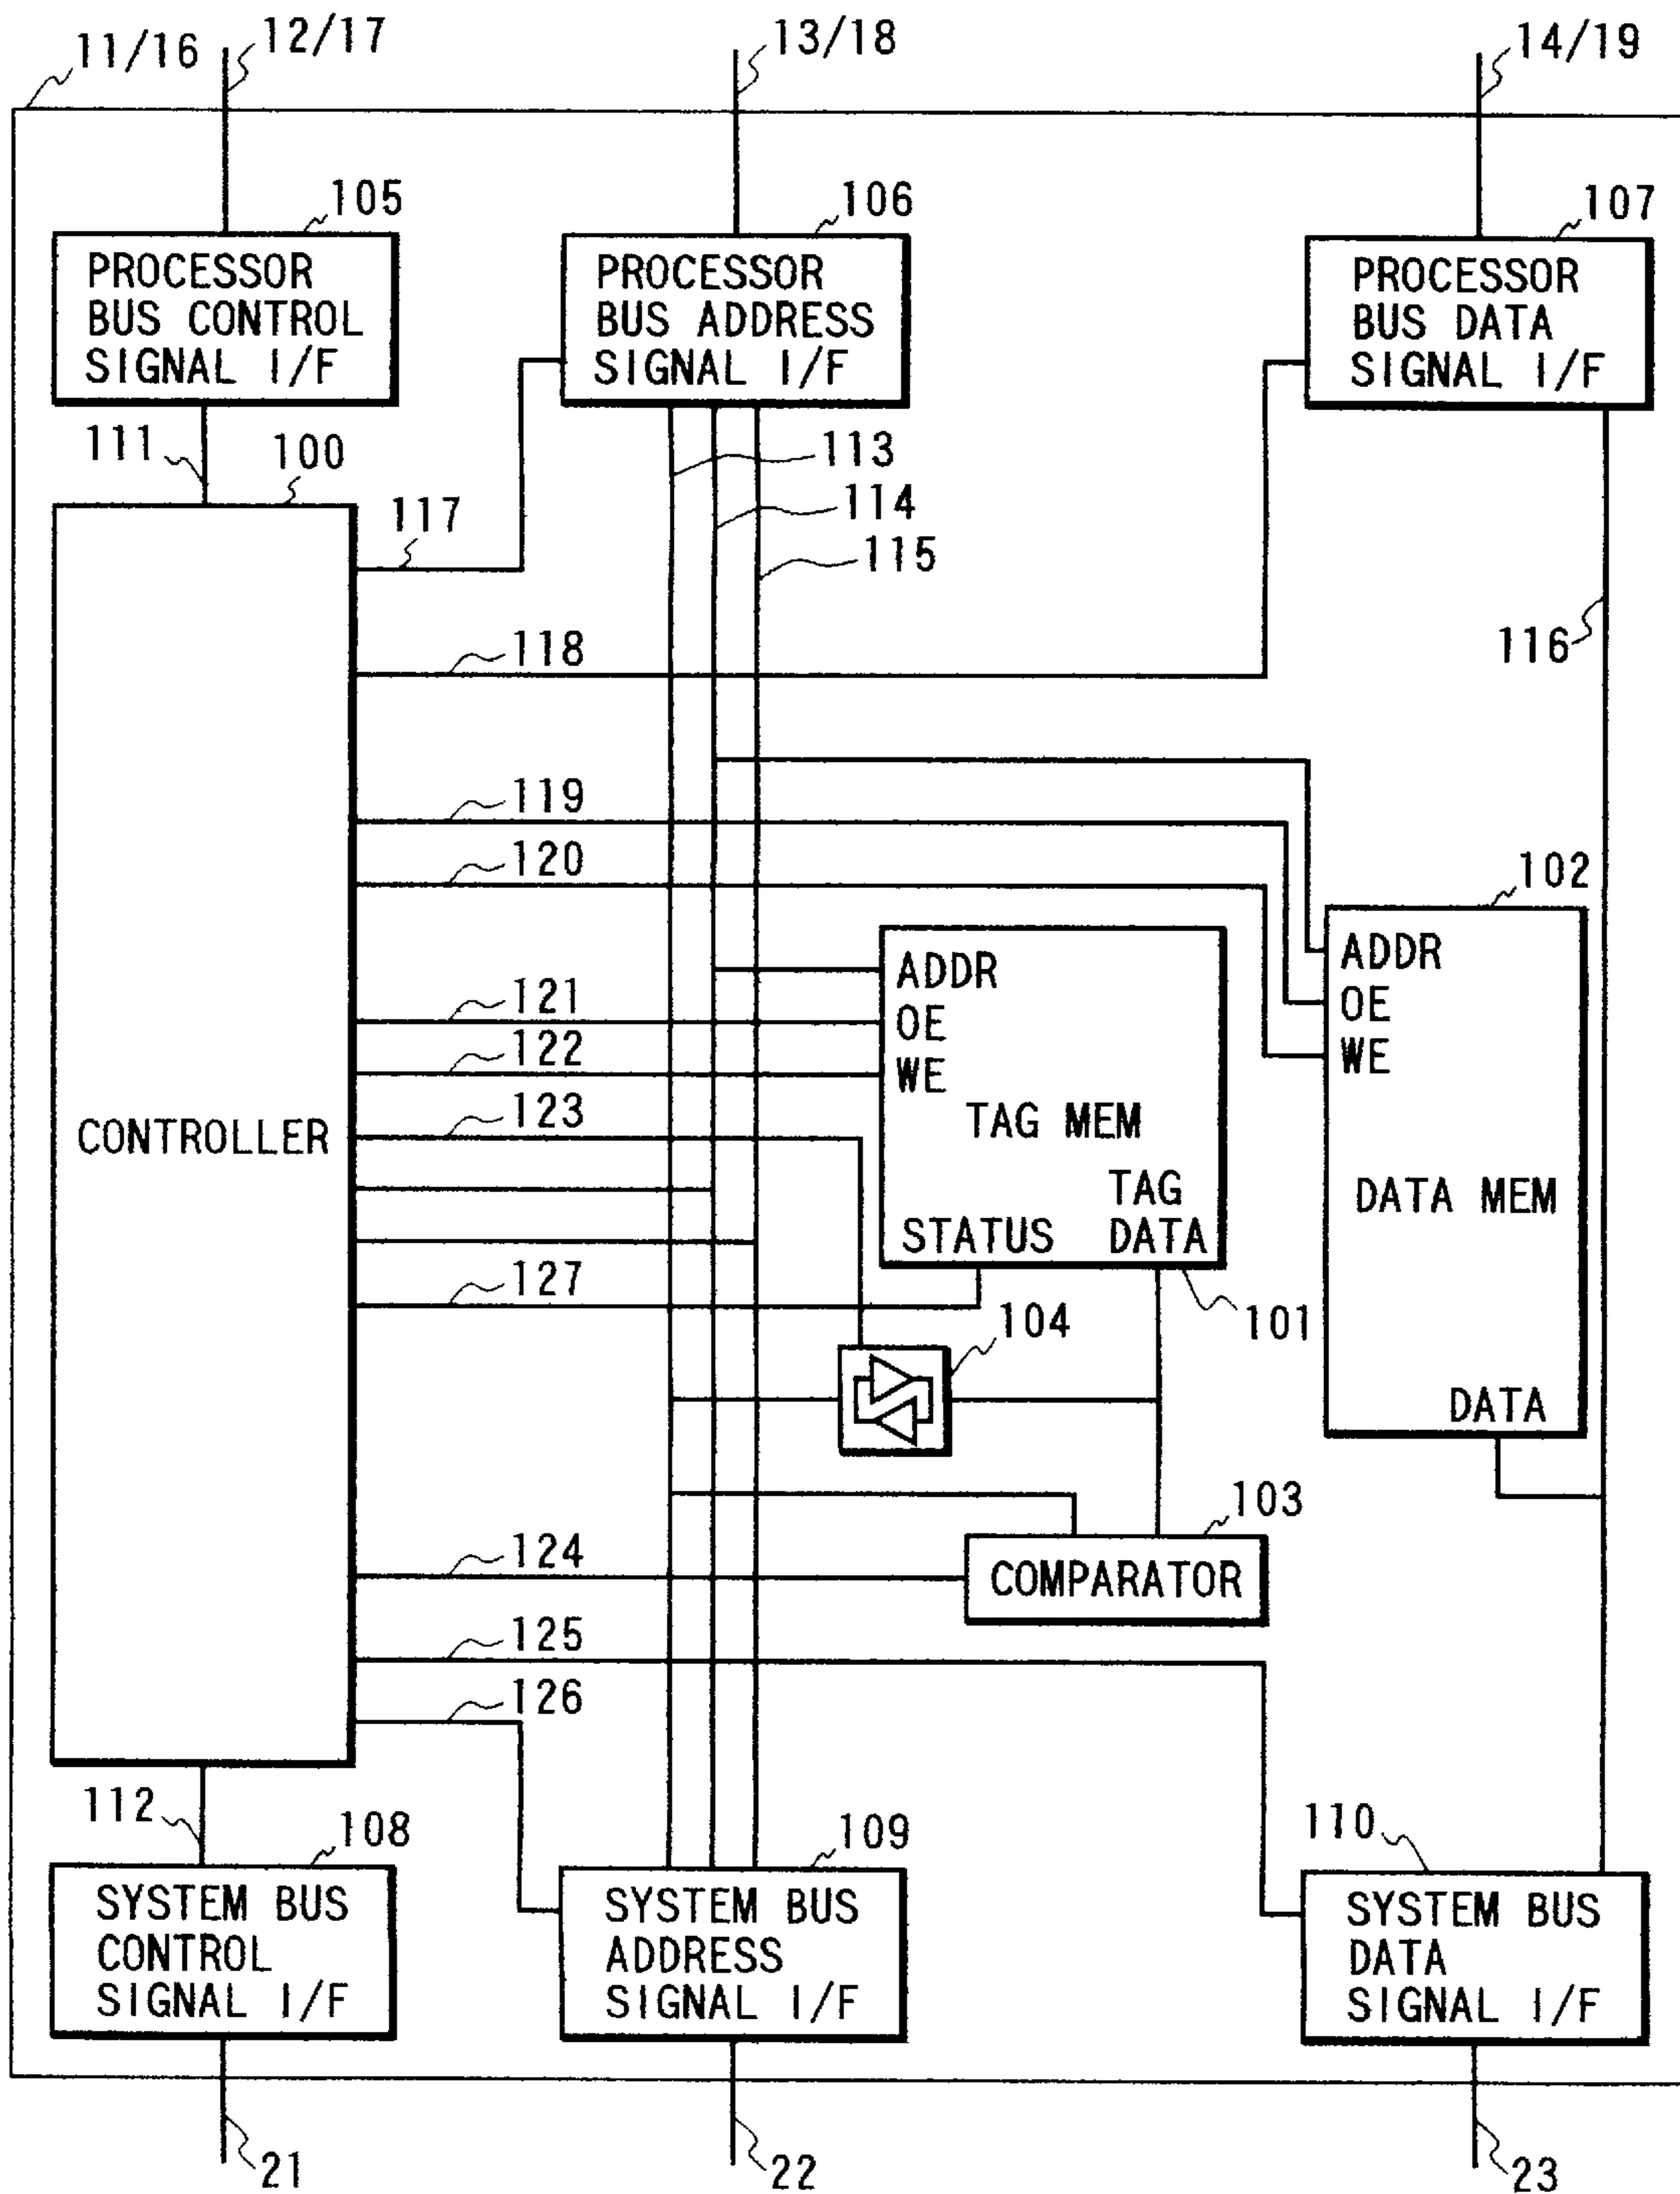 11/16
12/17
13/18
14/19
105
PROCESSOR
BUS CONTROL
SIGNAL I/F
106
PROCESSOR
BUS ADDRESS
SIGNAL I/F
107
PROCESSOR
BUS DATA
SIGNAL I/F
111
100
113
114
115
117
116
118
119
120
102
ADDR
OE
WE
DATA MEM
DATA
121
122
123
ADDR
OE
WE
TAG MEM
STATUS
TAG
DATA
CONTROLLER
127
104
101
103
COMPARATOR
124
125
126
112
108
SYSTEM BUS
CONTROL
SIGNAL I/F
109
SYSTEM BUS
ADDRESS
SIGNAL I/F
110
SYSTEM BUS
DATA
SIGNAL I/F
21
22
23